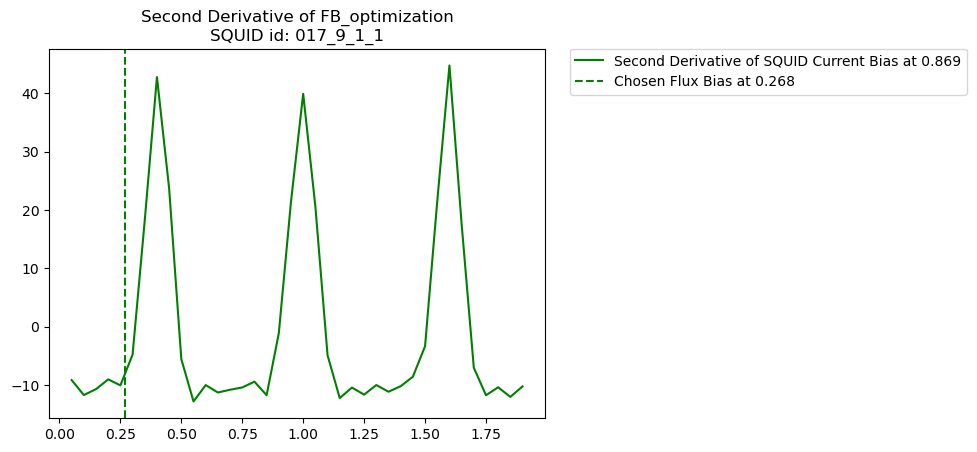 Second Derivative of FB_optimization
SQUID id: 017_9_1_1
Second Derivative of SQUID Current Bias at 0.869
Chosen Flux Bias at 0.268
40
30
20
10
0
−10
0.00 0.25 0.50 0.75 1.00 1.25 1.50 1.75